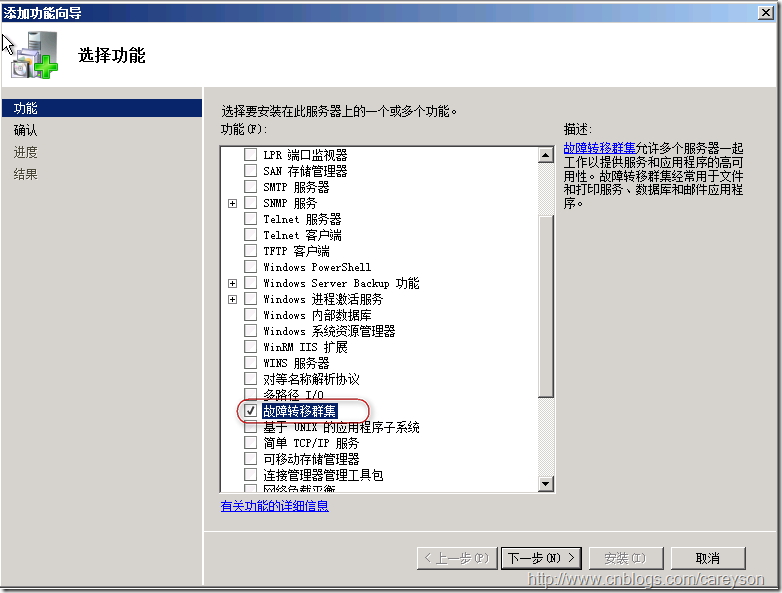 添加功能向导
选择功能
功能
确认
进度
结果
选择要安装在此服务器上的一个或多个功能。
功能(F):
LPR 端口监视器
SAN 存储管理器
SMTP 服务器
SNMP 服务
Telnet 服务器
Telnet 客户端
TFTP 客户端
Windows PowerShell
Windows Server Backup 功能
Windows 进程激活服务
Windows 内部数据库
Windows 系统资源管理器
WinRM IIS 扩展
WINS 服务器
对等名称解析协议
多路径 I/O
故障转移群集
基于 UNIX 的应用程序子系统
简单 TCP/IP 服务
可移动存储管理器
连接管理器管理工具包
网络负载平衡
有关功能的详细信息
描述:
故障转移群集允许多个服务器一起
工作以提供服务和应用程序的高可
用性。故障转移群集经常用于文件
和打印服务、数据库和邮件应用程
序。
< 上一步(P)
下一步(N) >
安装(I)
取消
http://www.cnblogs.com/careyson